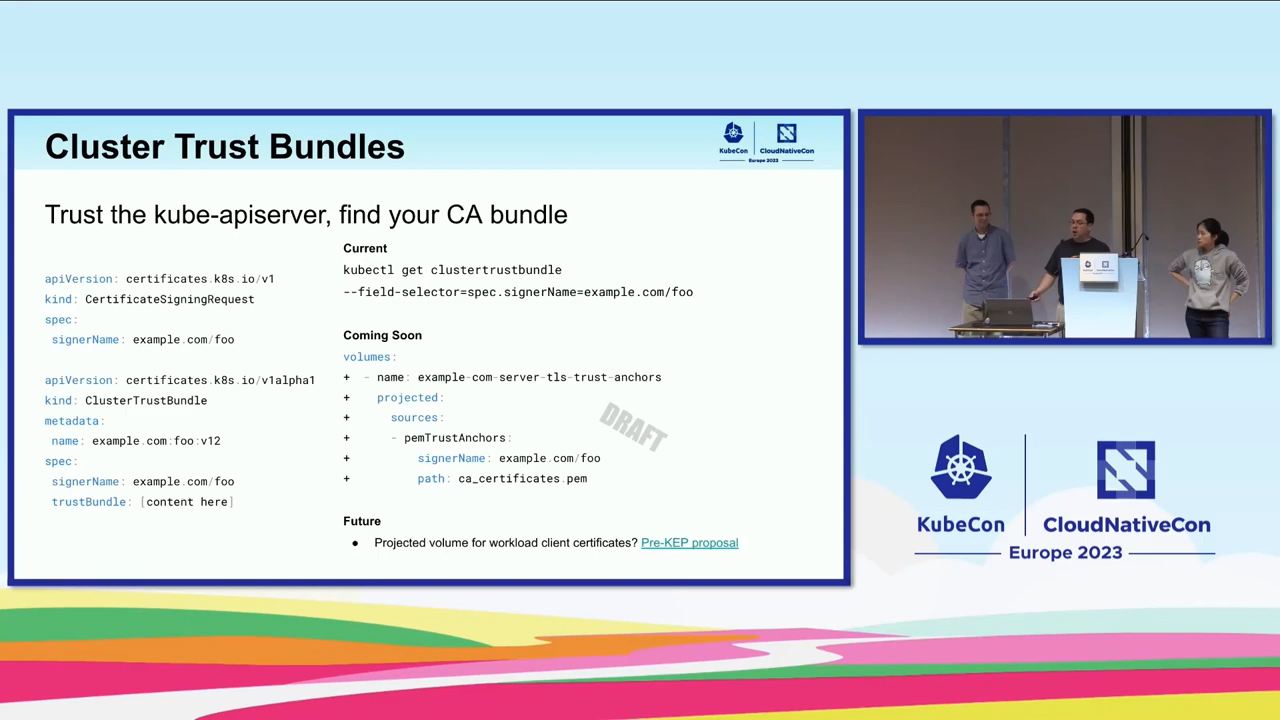 Cluster Trust Bundles
KubeCon
CloudNativeCon
Europe 2023
Trust the kube-apiserver, find your CA bundle
apiVersion: certificates.k8s.io/v1
kind: CertificateSigningRequest
spec:
signerName: example.com/foo
apiVersion: certificates.k8s.io/v1alpha1
kind: ClusterTrustBundle
metadata:
name: example.com:foo:v12
spec:
signerName: example.com/foo
trustBundle: [content here]
Current
kubectl get clustertrustbundle
--field-selector=spec.signerName=example.com/foo
Coming Soon
volumes:
+ - name: example-com-server-tls-trust-anchors
+ projected:
+ sources:
+ - pemTrustAnchors:
+ signerName: example.com/foo
+ path: ca_certificates.pem
DRAFT
Future
● Projected volume for workload client certificates? Pre-KEP proposal
KubeCon
CloudNativeCon
Europe 2023